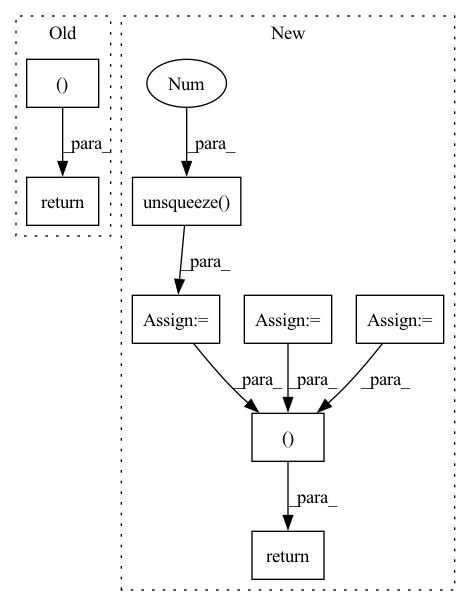 Old
New
()
Num
_para_
_para_
return
unsqueeze()
_para_
Assign:=
Assign:=
Assign:=
_para_
_para_
_para_
()
_para_
return